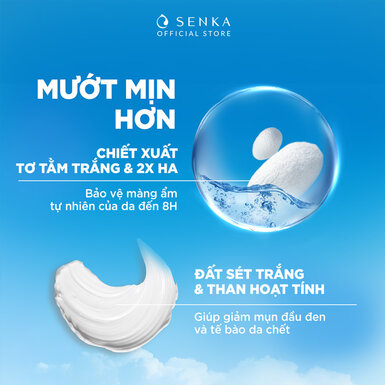 SENKA
OFFICIAL STORE
MƯỚT MỊN
HƠN
CHIẾT XUẤT
TƠ TẰM TRẮNG & 2X HA
Bảo vệ màng ẩm
tự nhiên của da đến 8H
ĐẤT SÉT TRẮNG
& THAN HOẠT TÍNH
Giúp giảm mụn đầu đen
và tế bào da chết